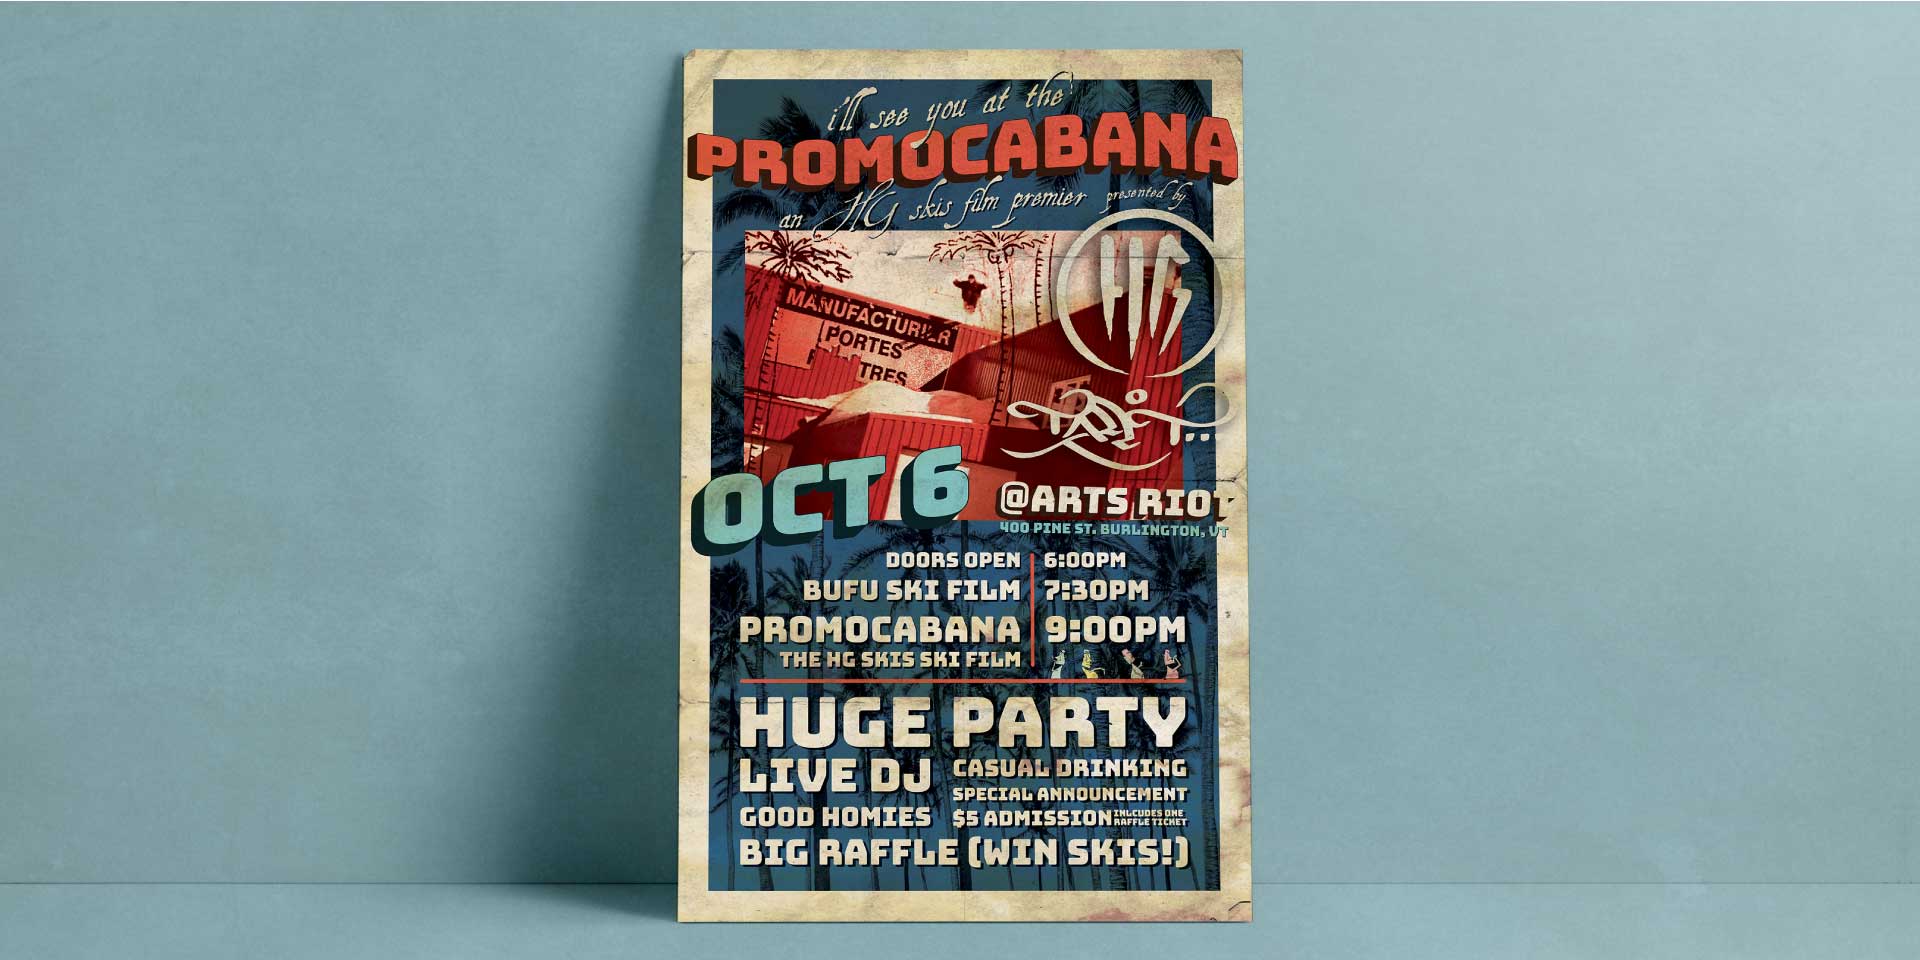 i'll see you at the
PROMOCABANA
an HG skis film premier presented by
HG
MANUFACTURIER
PORTES
TRES
OCT 6
@ARTS RIOT
400 PINE ST. BURLINGTON, VT
DOORS OPEN 6:00PM
BUFU SKI FILM 7:30PM
PROMOCABANA 9:00PM
THE HG SKIS SKI FILM
HUGE PARTY
LIVE DJ
CASUAL DRINKING
SPECIAL ANNOUNCEMENT
GOOD HOMIES
$5 ADMISSION INLCUDES ONE
RAFFLE TICKET
BIG RAFFLE (WIN SKIS!)